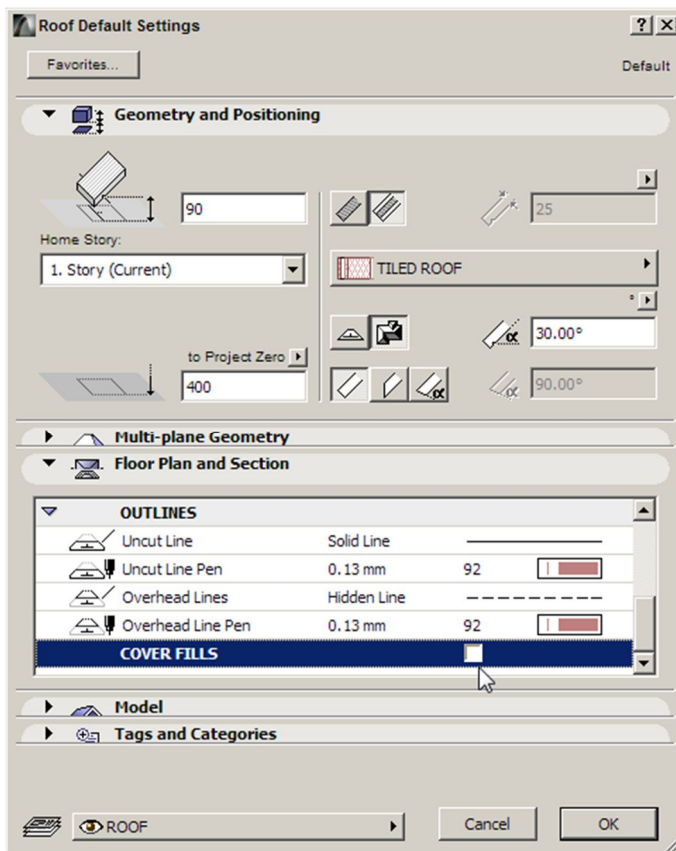 Roof Default Settings
Favorites...
Default
Geometry and Positioning
90
25
Home Story:
1. Story (Current)
TILED ROOF
°
α 30.00°
to Project Zero
400
α
α 90.00°
Multi-plane Geometry
Floor Plan and Section
OUTLINES
Uncut Line Solid Line
Uncut Line Pen 0.13 mm 92
Overhead Lines Hidden Line
Overhead Line Pen 0.13 mm 92
COVER FILLS
Model
Tags and Categories
ROOF
Cancel
OK